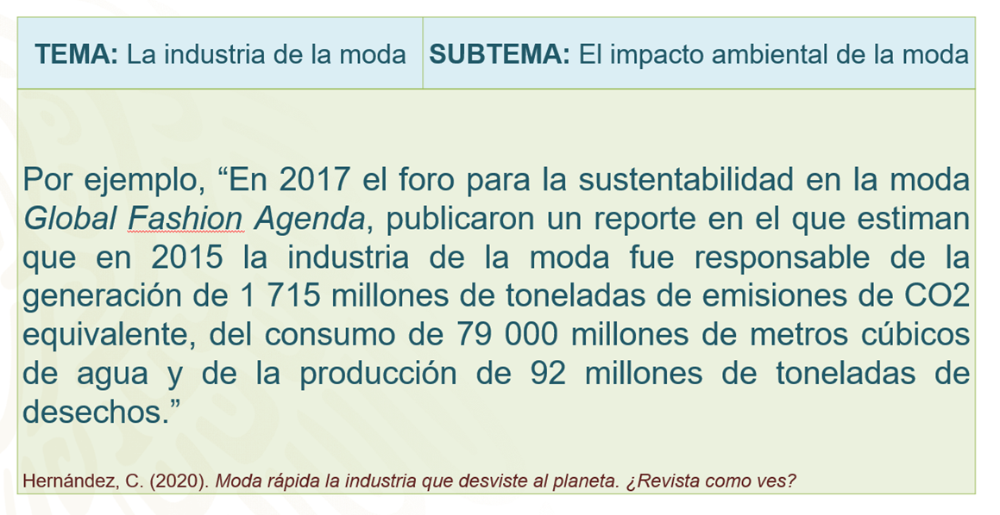 TEMA: La industria de la moda
SUBTEMA: El impacto ambiental de la moda
Por ejemplo, “En 2017 el foro para la sustentabilidad en la moda
Global Fashion Agenda, publicaron un reporte en el que estiman
que en 2015 la industria de la moda fue responsable de la
generación de 1 715 millones de toneladas de emisiones de CO2
equivalente, del consumo de 79 000 millones de metros cúbicos
de agua y de la producción de 92 millones de toneladas de
desechos.”
Hernández, C. (2020). Moda rápida la industria que desviste al planeta. ¿Revista como ves?